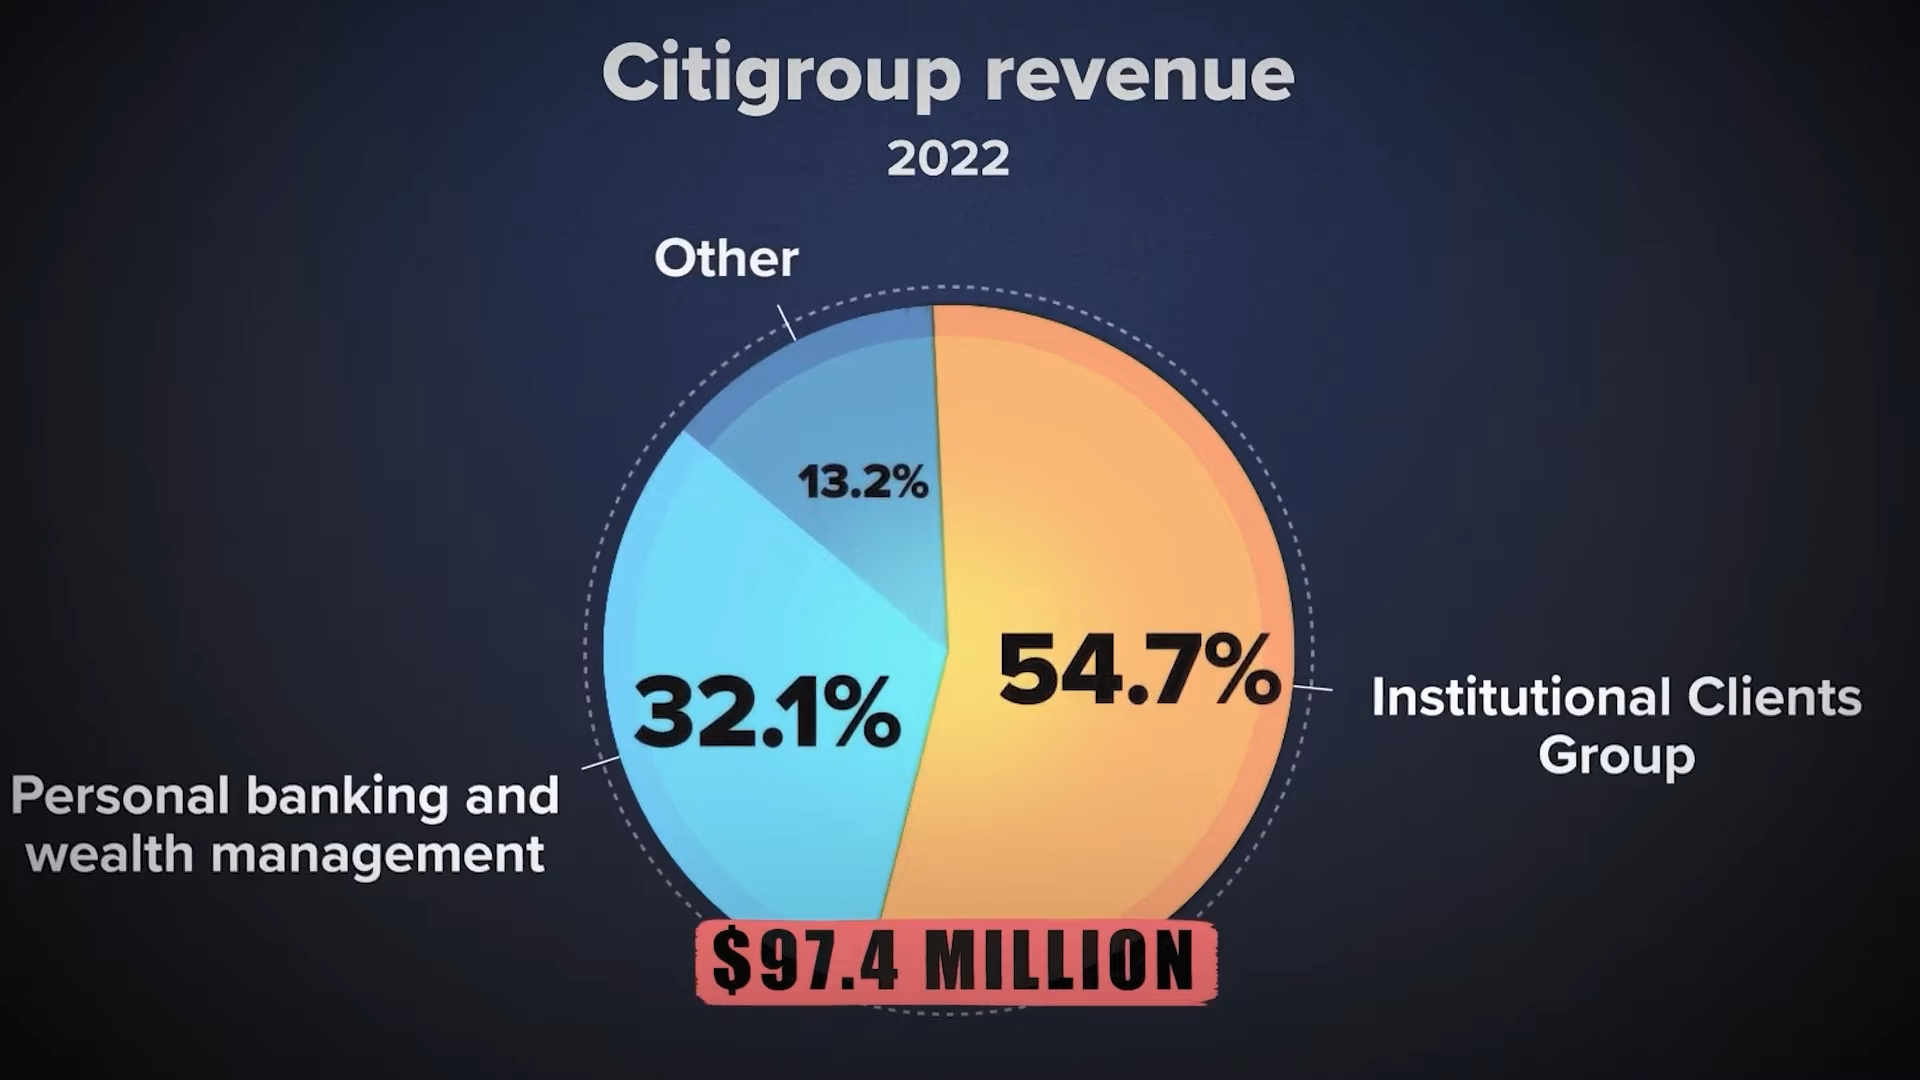 Citigroup revenue
2022
Other
13.2%
54.7%
32.1%
Institutional Clients
Group
Personal banking and
wealth management
$97.4 MILLION